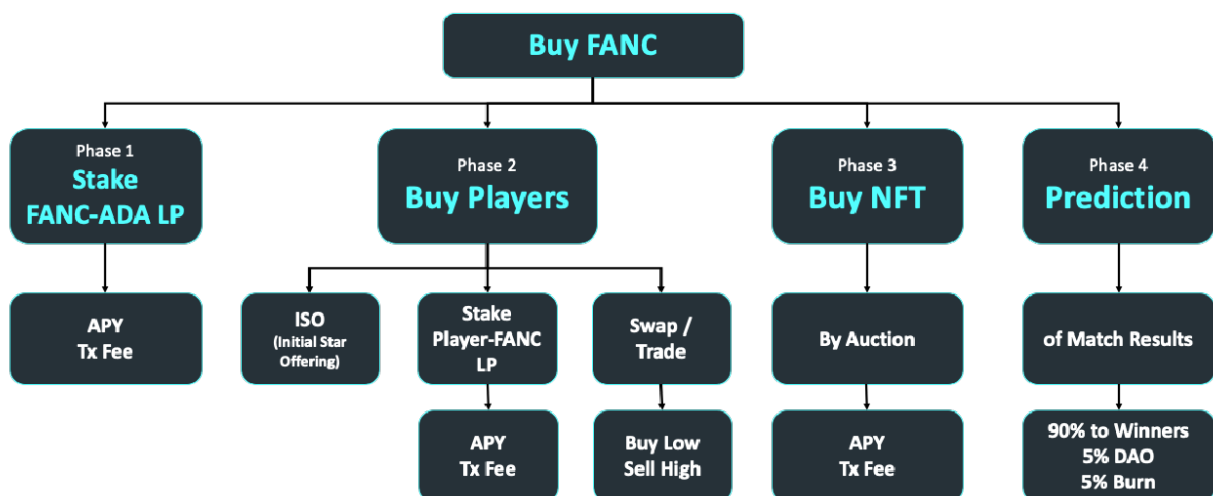 Buy FANC
Phase 1
Stake
FANC-ADA LP
Phase 2
Buy Players
Phase 3
Buy NFT
Phase 4
Prediction
APY
Tx Fee
ISO
(Initial Star
Offering)
Stake
Player-FANC
LP
Swap /
Trade
By Auction
of Match Results
APY
Tx Fee
Buy Low
Sell High
APY
Tx Fee
90% to Winners
5% DAO
5% Burn